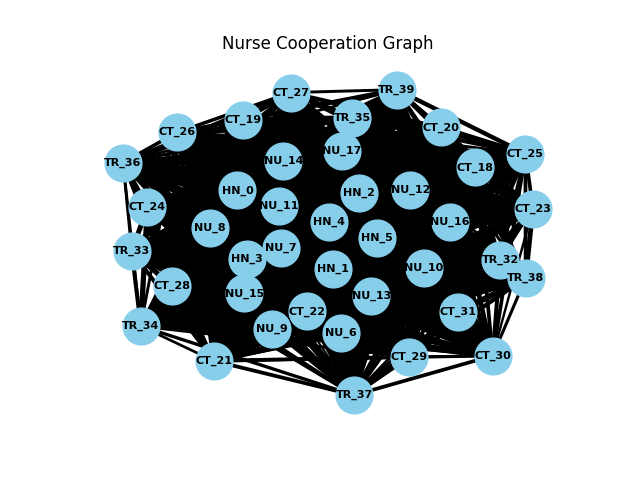 Nurse Cooperation Graph
CT_27
TR_39
CT_19
TR_35
CT_26
CT_20
NU_17
CT_25
TR_36
NU_14
CT_18
HN_0
HN_2
NU_12
CT_24
NU_11
CT_23
HN_4
NU_16
NU_8
HN_5
TR_33
NU_7
HN_3
TR_32
HN_1
NU_10
TR_38
CT_28
NU_15
NU_13
CT_22
CT_31
TR_34
NU_9
NU_6
CT_21
CT_29
CT_30
TR_37